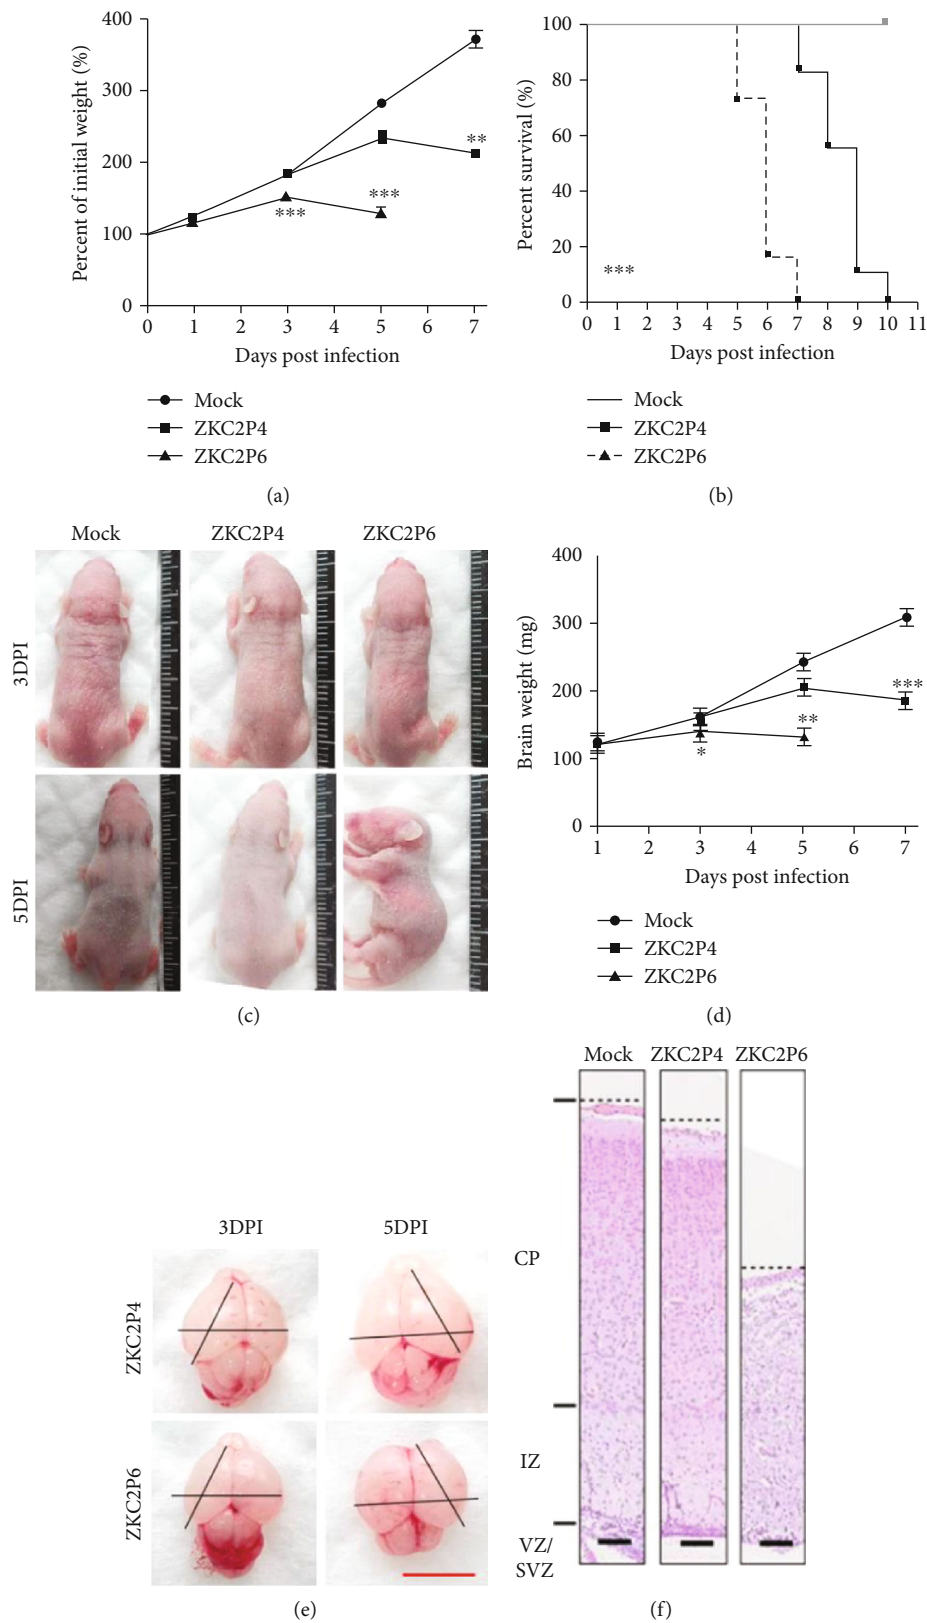 400
300
200
100
0
Percent of initial weight (%)
**
***
***
0 1 2 3 4 5 6 7
Days post infection
Mock
ZKC2P4
ZKC2P6
(a)
100
80
60
40
20
0
Percent survival (%)
***
0 1 2 3 4 5 6 7 8 9 10 11
Days post infection
Mock
ZKC2P4
ZKC2P6
(b)
Mock ZKC2P4 ZKC2P6
3DPI
5DPI
(c)
400
300
200
100
0
Brain weight (mg)
***
**
*
1 2 3 4 5 6 7
Days post infection
Mock
ZKC2P4
ZKC2P6
(d)
3DPI 5DPI
ZKC2P4
ZKC2P6
(e)
Mock ZKC2P4 ZKC2P6
CP
IZ
VZ/
SVZ
(f)